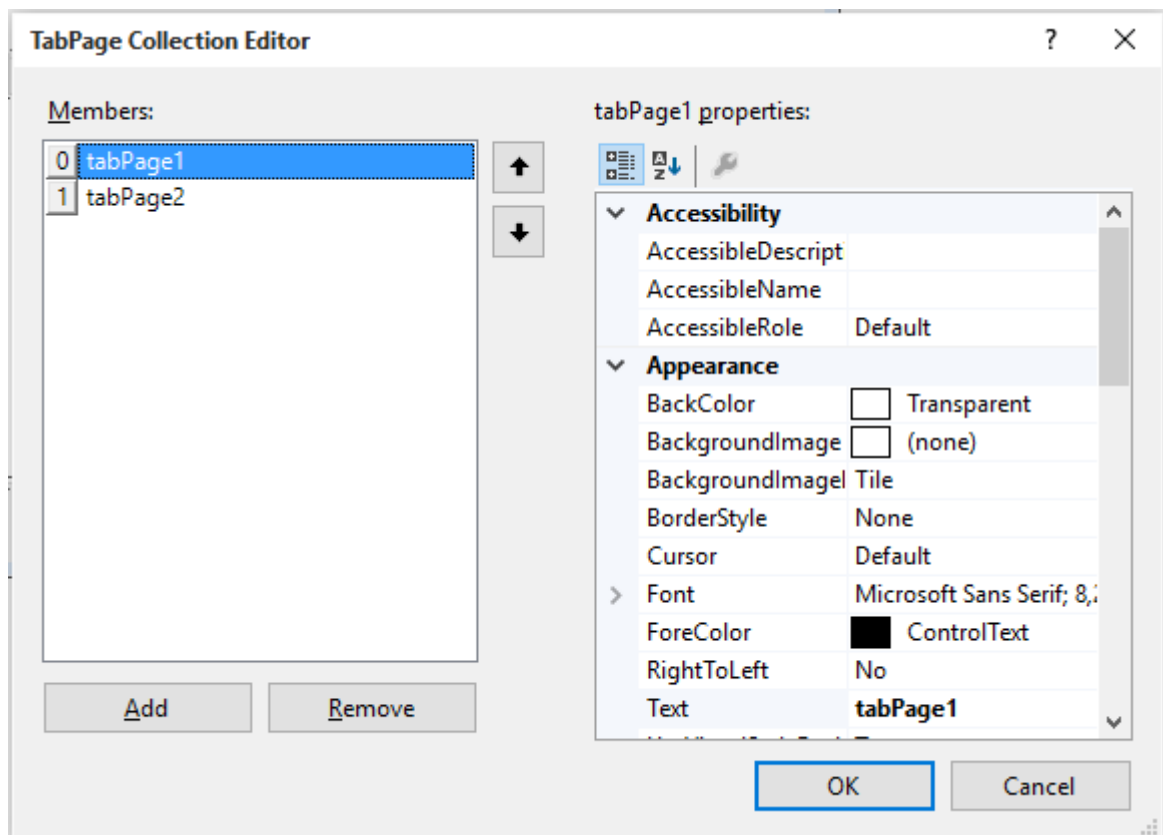 TabPage Collection Editor
?
Members:
0 tabPage1
1 tabPage2
Add
Remove
tabPage1 properties:
Accessibility
AccessibleDescript
AccessibleName
AccessibleRole Default
Appearance
BackColor Transparent
BackgroundImage (none)
BackgroundImagel Tile
BorderStyle None
Cursor Default
Font Microsoft Sans Serif; 8,2
ForeColor ControlText
RightToLeft No
Text tabPage1
OK
Cancel